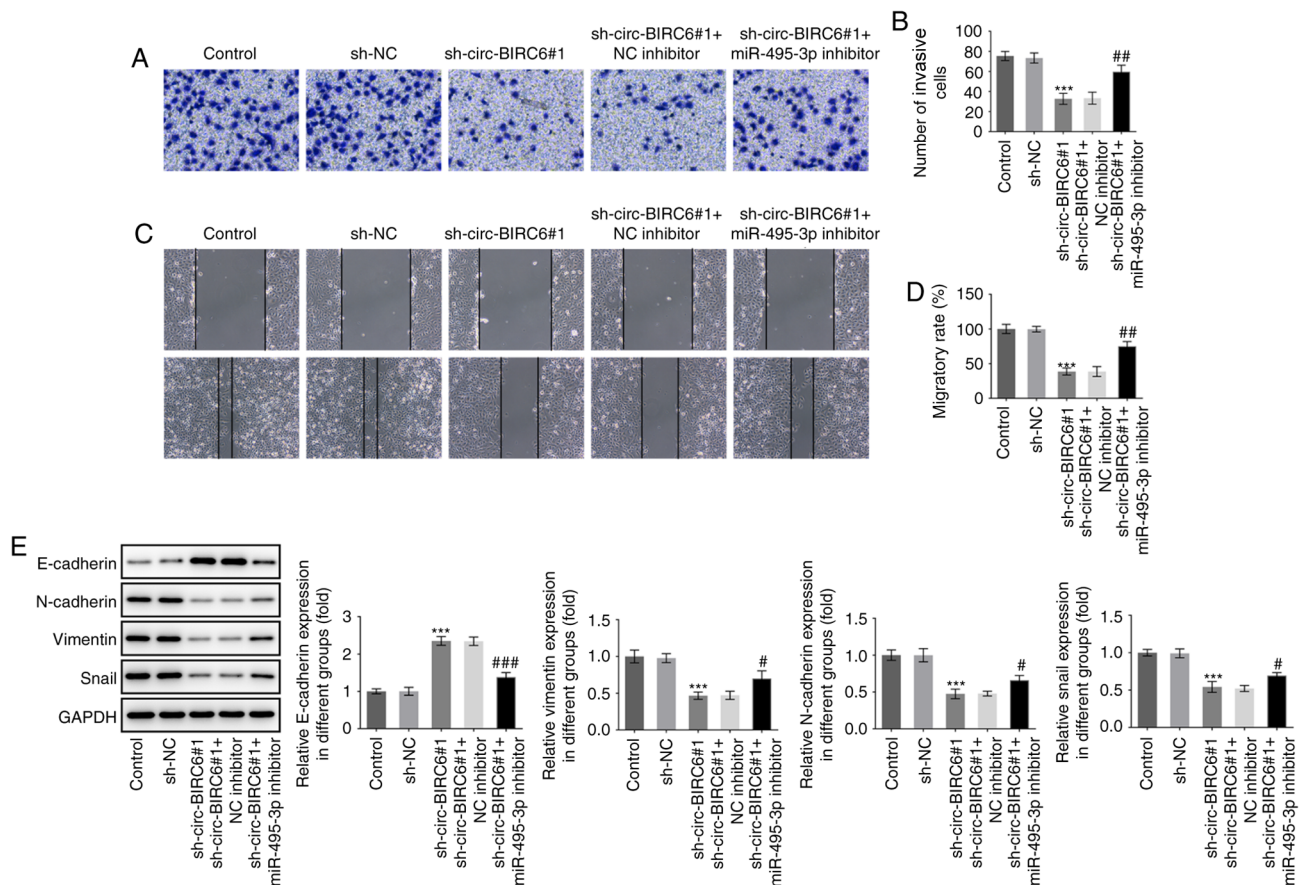 A
Control
sh-NC
sh-circ-BIRC6#1
sh-circ-BIRC6#1+
NC inhibitor
sh-circ-BIRC6#1+
miR-495-3p inhibitor
B
Number of invasive
cells
100
80
60
40
20
0
***
##
Control
sh-NC
sh-circ-BIRC6#1
sh-circ-BIRC6#1+
NC inhibitor
sh-circ-BIRC6#1+
miR-495-3p inhibitor
C
Control
sh-NC
sh-circ-BIRC6#1
sh-circ-BIRC6#1+
NC inhibitor
sh-circ-BIRC6#1+
miR-495-3p inhibitor
D
Migratory rate (%)
150
100
50
0
***
##
Control
sh-NC
sh-circ-BIRC6#1
sh-circ-BIRC6#1+
NC inhibitor
sh-circ-BIRC6#1+
miR-495-3p inhibitor
E
E-cadherin
N-cadherin
Vimentin
Snail
GAPDH
Control
sh-NC
sh-circ-BIRC6#1
sh-circ-BIRC6#1+
NC inhibitor
sh-circ-BIRC6#1+
miR-495-3p inhibitor
Relative E-cadherin expression
in different groups (fold)
3
2
1
0
***
###
Control
sh-NC
sh-circ-BIRC6#1
sh-circ-BIRC6#1+
NC inhibitor
sh-circ-BIRC6#1+
miR-495-3p inhibitor
Relative vimentin expression
in different groups (fold)
1.5
1.0
0.5
0.0
***
#
Control
sh-NC
sh-circ-BIRC6#1
sh-circ-BIRC6#1+
NC inhibitor
sh-circ-BIRC6#1+
miR-495-3p inhibitor
Relative N-cadherin expression
in different groups (fold)
1.5
1.0
0.5
0.0
***
#
Control
sh-NC
sh-circ-BIRC6#1
sh-circ-BIRC6#1+
NC inhibitor
sh-circ-BIRC6#1+
miR-495-3p inhibitor
Relative snail expression
in different groups (fold)
1.5
1.0
0.5
0.0
***
#
Control
sh-NC
sh-circ-BIRC6#1
sh-circ-BIRC6#1+
NC inhibitor
sh-circ-BIRC6#1+
miR-495-3p inhibitor